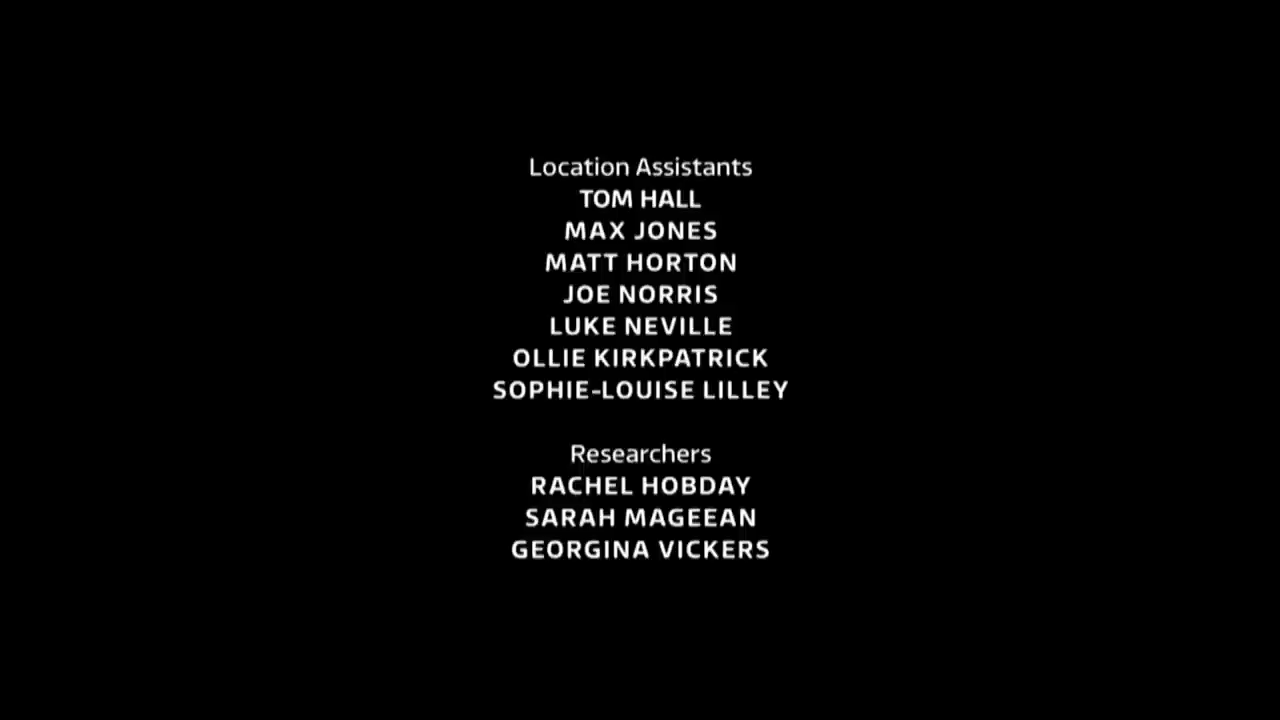 Location Assistants
TOM HALL
MAX JONES
MATT HORTON
JOE NORRIS
LUKE NEVILLE
OLLIE KIRKPATRICK
SOPHIE-LOUISE LILLEY
Researchers
RACHEL HOBDAY
SARAH MAGEEAN
GEORGINA VICKERS